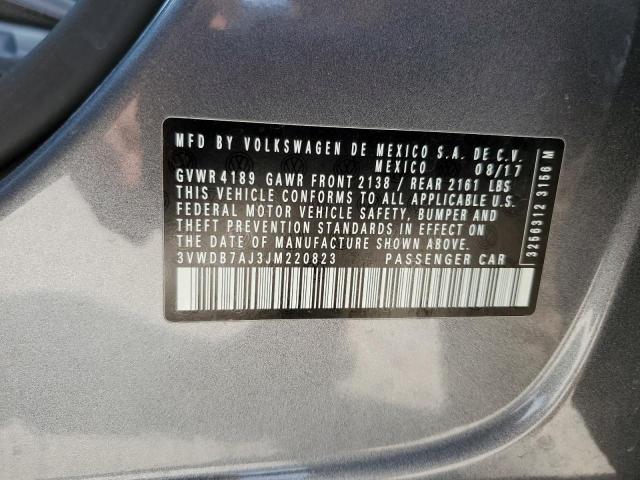 MFD BY VOLKSWAGEN DE MEXICO S.A. DE C.V.
MEXICO 08/17
GVWR 4189 GAWR FRONT 2138 / REAR 2161 LBS
THIS VEHICLE CONFORMS TO ALL APPLICABLE U.S.
FEDERAL MOTOR VEHICLE SAFETY, BUMPER AND
THEFT PREVENTION STANDARDS IN EFFECT ON
THE DATE OF MANUFACTURE SHOWN ABOVE.
3VWDB7AJ3JM220823 PASSENGER CAR
3256312 3156 M